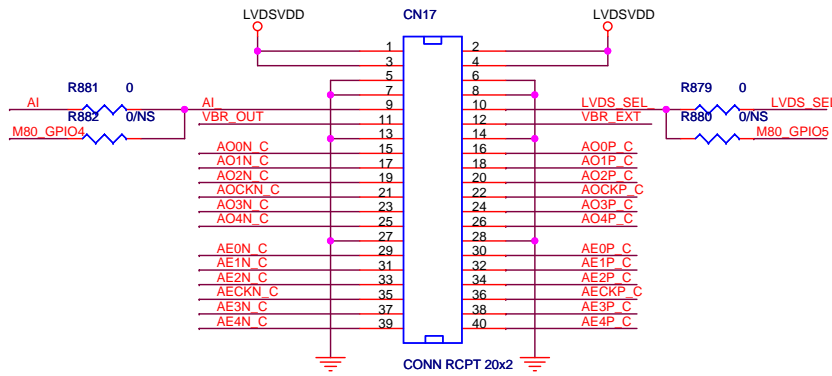 LVDSVDD CN17 LVDSVDD
1 2
3 4
5 6
R881 0 7 8 R879 0
AI AI_ 9 10 LVDS_SEL_ LVDS_SEL
R882 0/NS VBR_OUT 11 12 VBR_EXT R880 0/NS
M80_GPIO4 13 14 M80_GPIO5
AO0N_C 15 16 AO0P_C
AO1N_C 17 18 AO1P_C
AO2N_C 19 20 AO2P_C
AOCKN_C 21 22 AOCKP_C
AO3N_C 23 24 AO3P_C
AO4N_C 25 26 AO4P_C
27 28
AE0N_C 29 30 AE0P_C
AE1N_C 31 32 AE1P_C
AE2N_C 33 34 AE2P_C
AECKN_C 35 36 AECKP_C
AE3N_C 37 38 AE3P_C
AE4N_C 39 40 AE4P_C
CONN RCPT 20x2